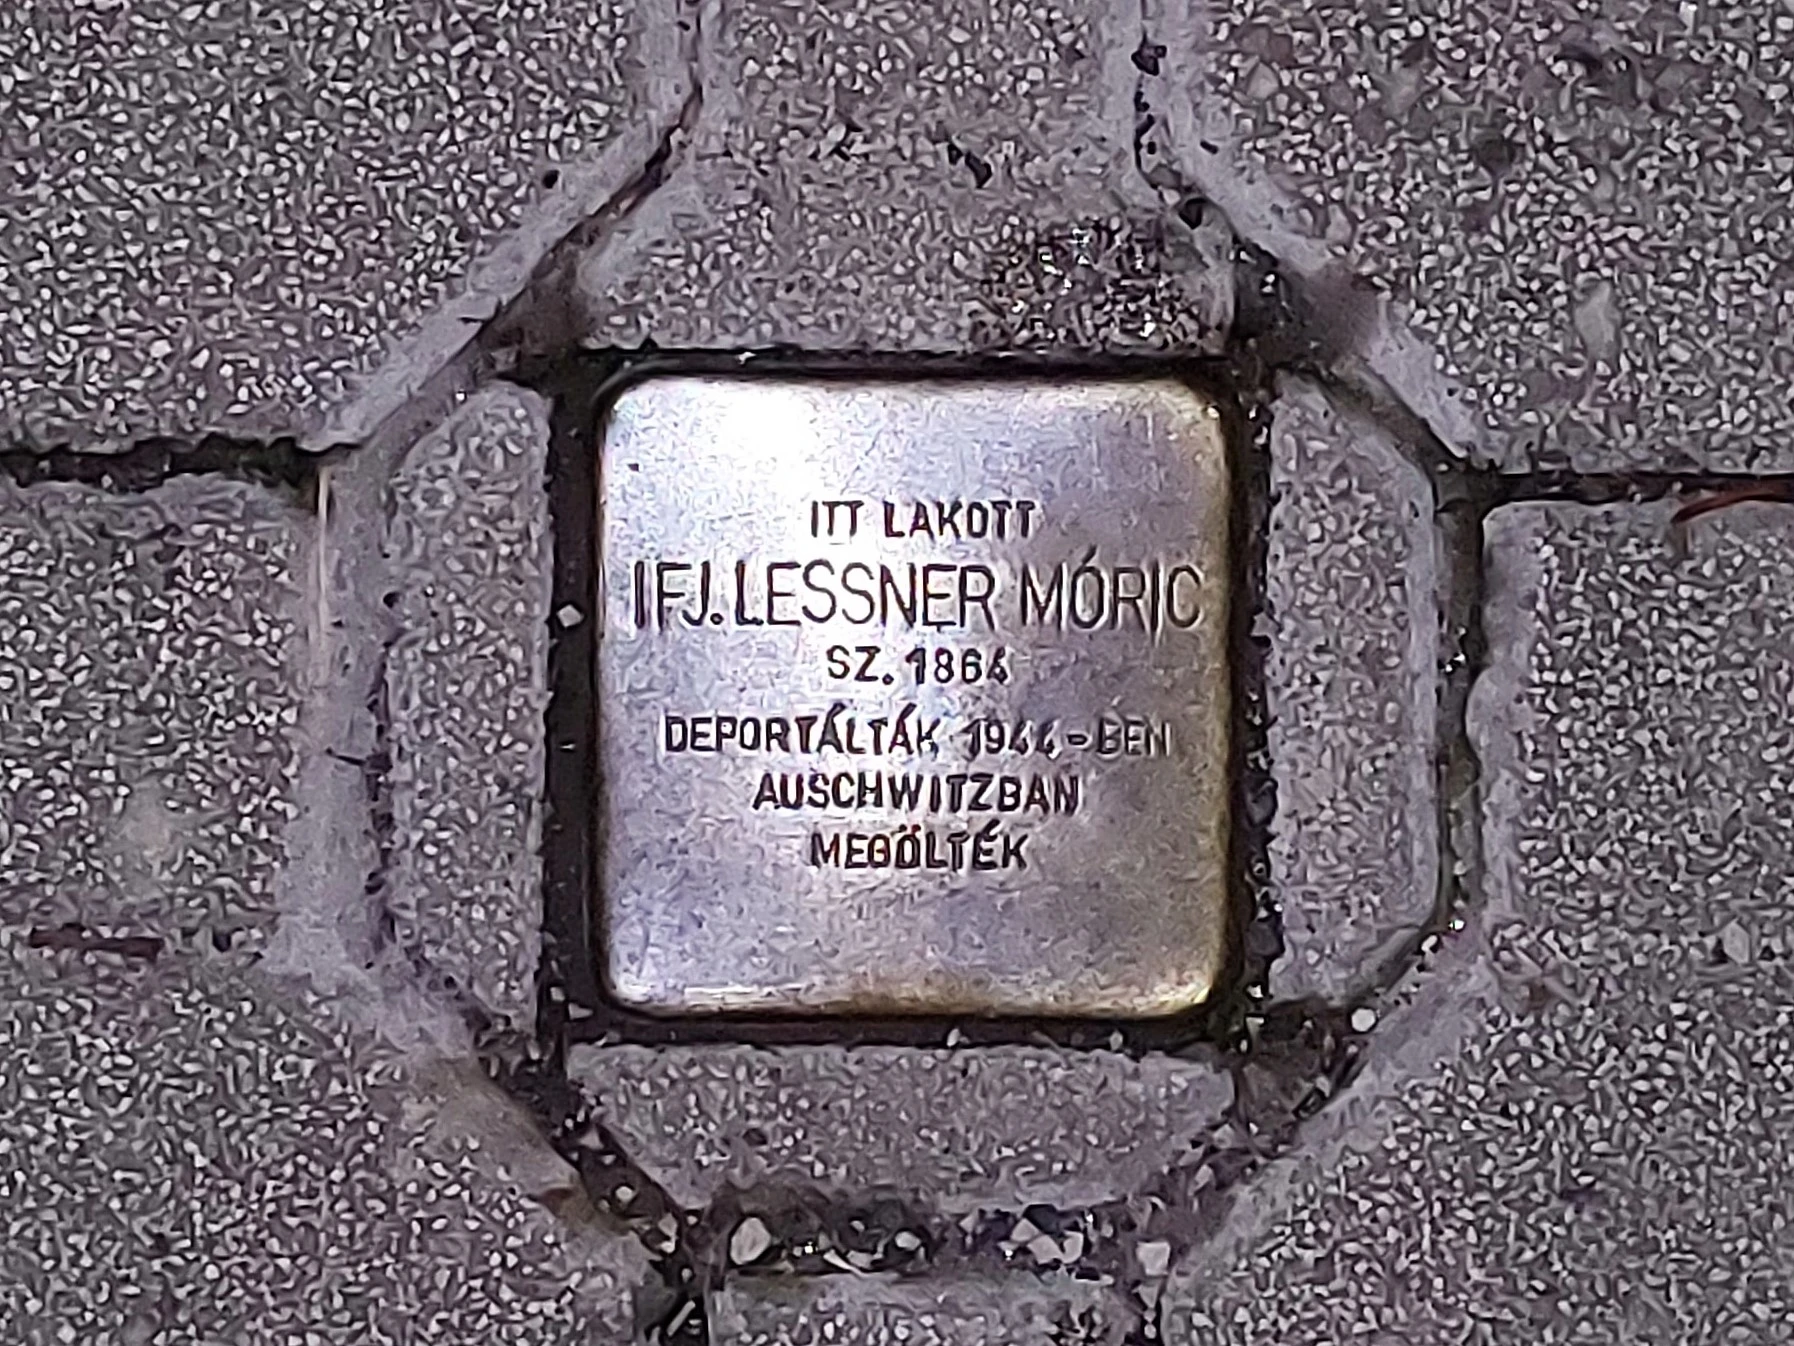 ITT LAKOTT
IFJ. LESSNER MÓRIC
SZ. 1864
DEPORTÁLTÁK 1944-BEN
AUSCHWITZBAN
MEGÖLTÉK